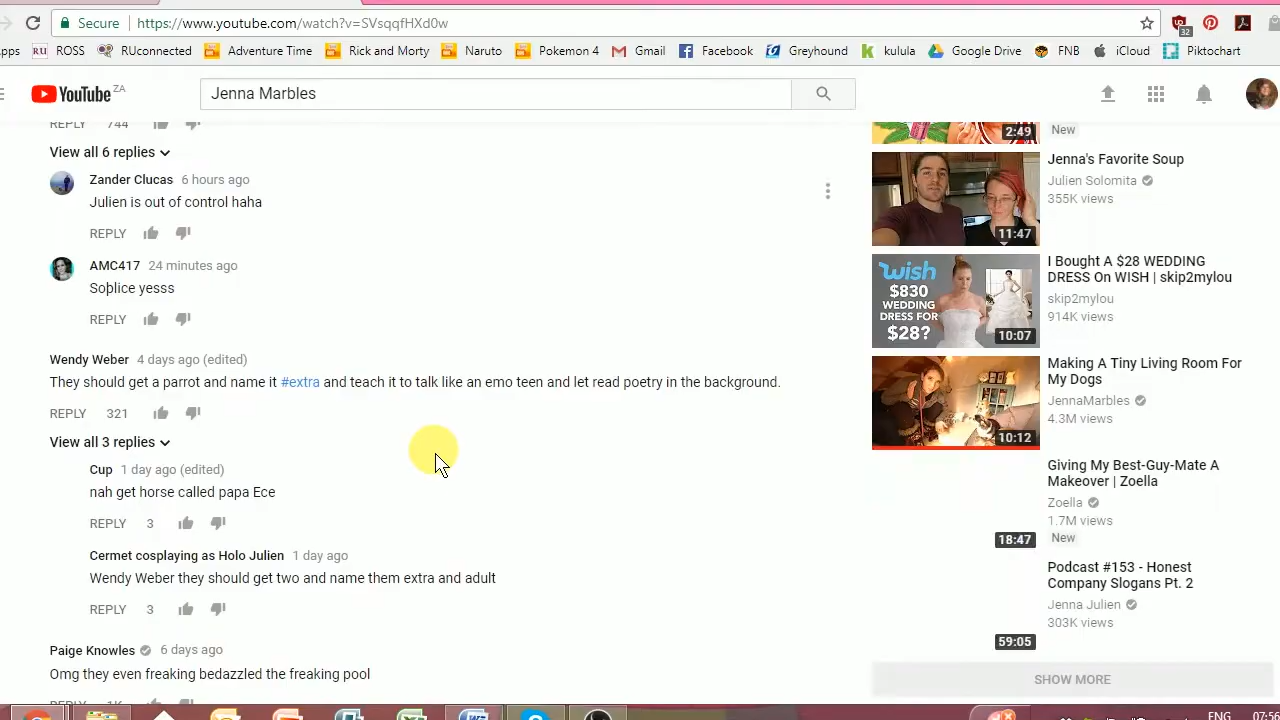 Secure https://www.youtube.com/watch?v=SVsqqfHXd0w
32
RU ROSS RUconnected Adventure Time Rick and Morty Naruto Pokemon 4 Gmail Facebook Greyhound kulula Google Drive FNB iCloud Piktochart
YouTube ZA
Jenna Marbles
REPLY 744
View all 6 replies
Zander Clucas 6 hours ago
Julien is out of control haha
REPLY
AMC417 24 minutes ago
Soþlice yesss
REPLY
Wendy Weber 4 days ago (edited)
They should get a parrot and name it #extra and teach it to talk like an emo teen and let read poetry in the background.
REPLY 321
View all 3 replies
Cup 1 day ago (edited)
nah get horse called papa Ece
REPLY 3
Cermet cosplaying as Holo Julien 1 day ago
Wendy Weber they should get two and name them extra and adult
REPLY 3
Paige Knowles 6 days ago
Omg they even freaking bedazzled the freaking pool
REPLY 1K
2:49
New
Jenna's Favorite Soup
Julien Solomita
355K views
11:47
wish
$830
WEDDING
DRESS FOR
$28?
10:07
I Bought A $28 WEDDING
DRESS On WISH | skip2mylou
skip2mylou
914K views
Making A Tiny Living Room For
My Dogs
JennaMarbles
4.3M views
10:12
Giving My Best-Guy-Mate A
Makeover | Zoella
Zoella
1.7M views
New
18:47
Podcast #153 - Honest
Company Slogans Pt. 2
Jenna Julien
303K views
59:05
SHOW MORE
ENG